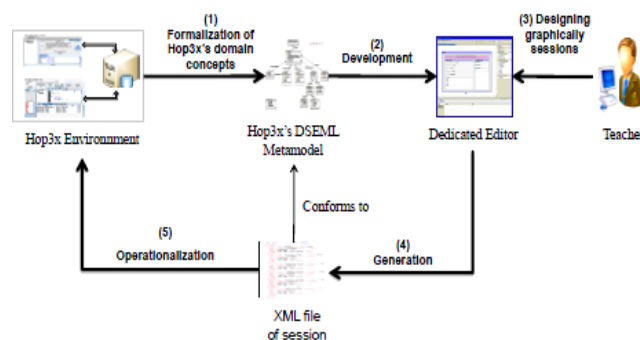 (1)
Formalization of
Hop3x's domain
concepts
(2)
Development
(3) Designing
graphically
sessions
Hop3x Environnment
Hop3x's DSEML
Metamodel
Dedicated Editor
Teache
Conforms to
(5)
Operationalization
(4)
Generation
XML file
of session